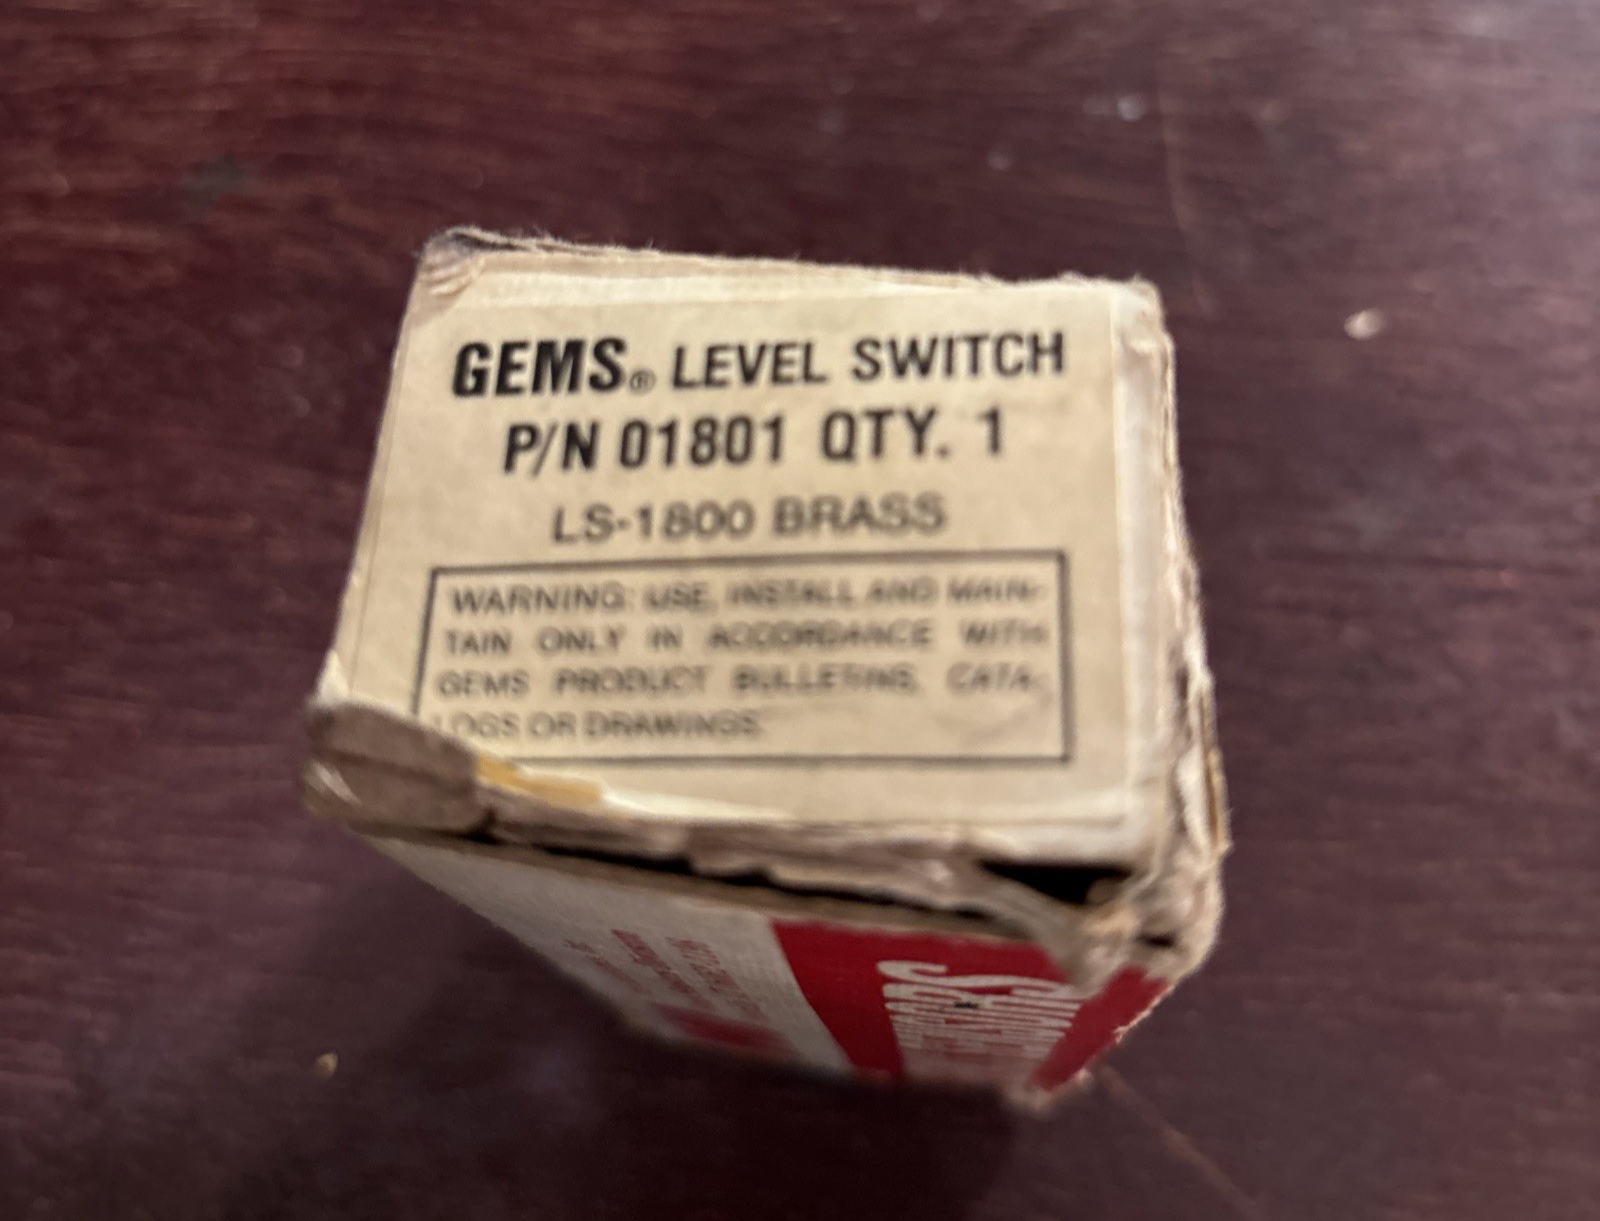 GEMS® LEVEL SWITCH
P/N 01801 QTY. 1
LS-1800 BRASS
WARNING: USE, INSTALL AND MAIN-
TAIN ONLY IN ACCORDANCE WITH
GEMS PRODUCT BULLETINS, CATA-
LOGS OR DRAWINGS.